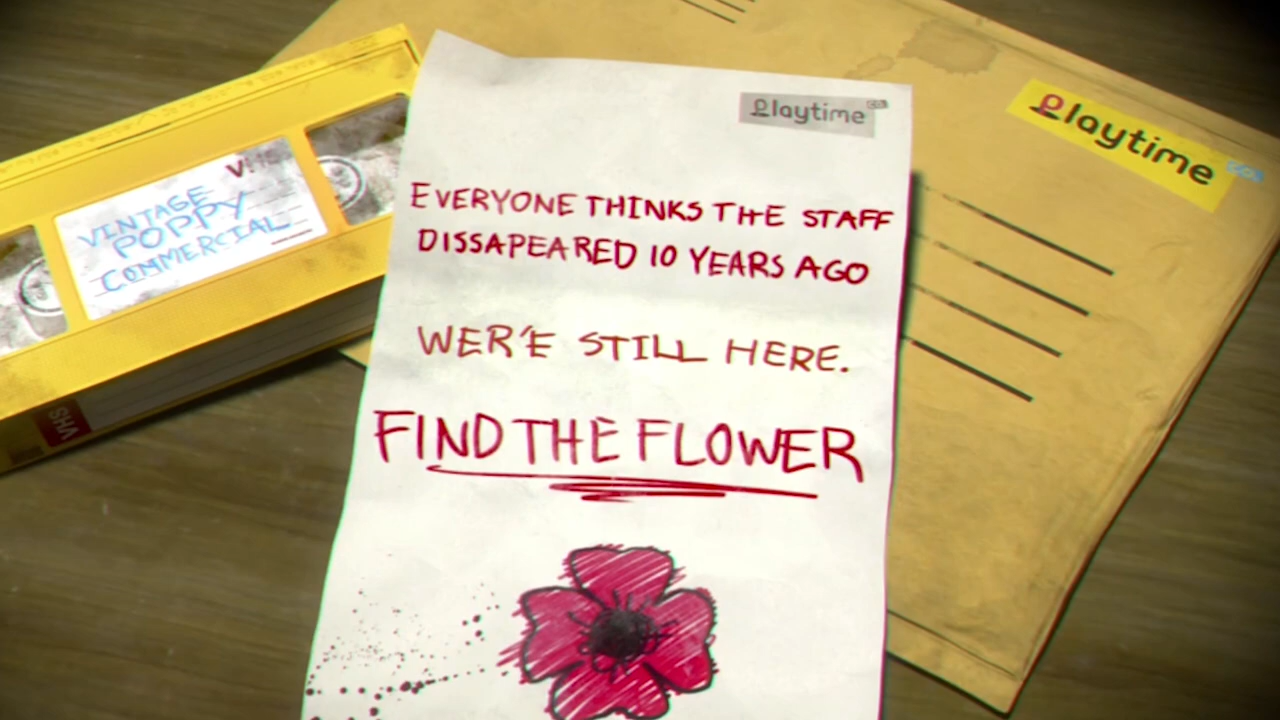 VHS
VINTAGE
POPPY
COMMERCIAL
VHS
Playtime CO.
EVERYONE THINKS THE STAFF
DISSAPEARED 10 YEARS AGO
WER'E STILL HERE.
FIND THE FLOWER
Playtime CO.